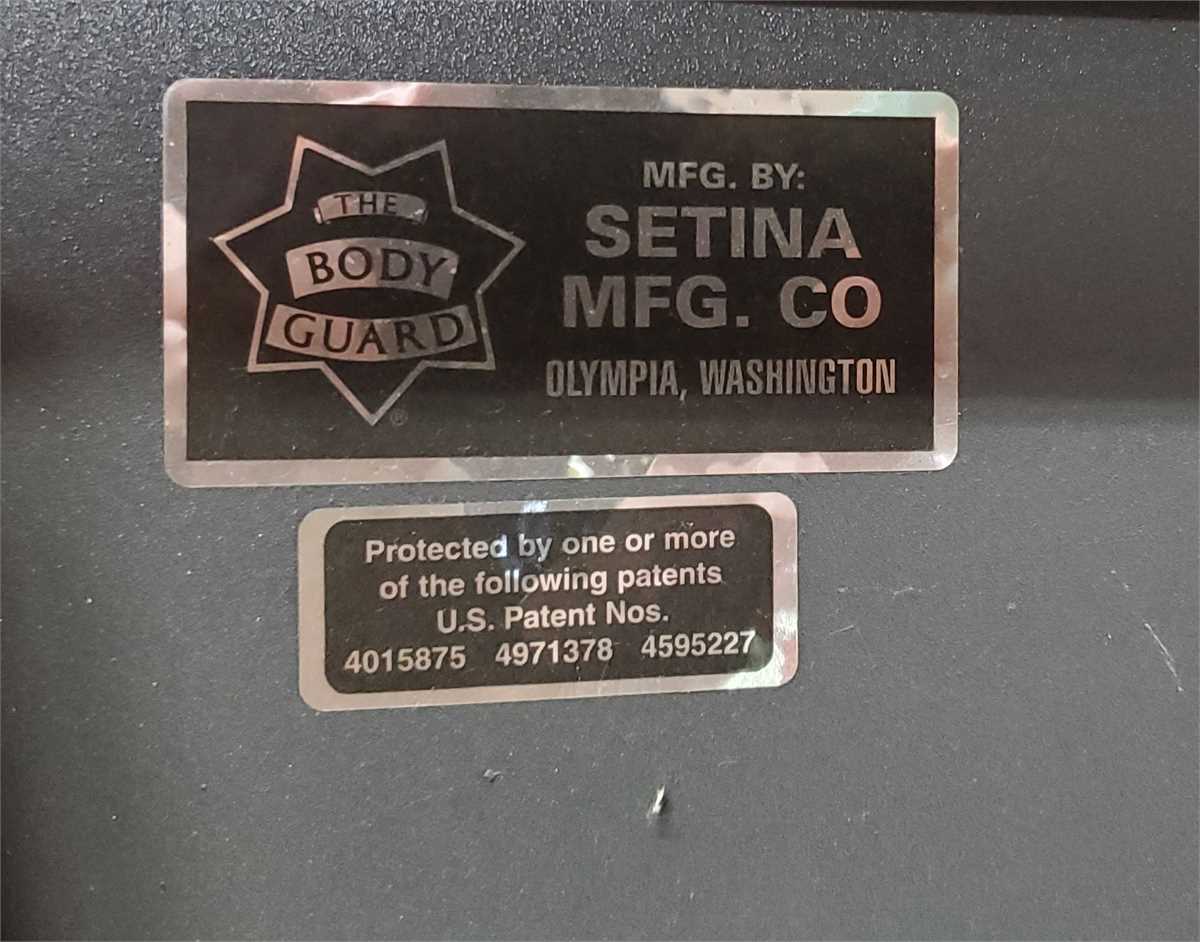 THE
BODY
GUARD
®
MFG. BY:
SETINA
MFG. CO
OLYMPIA, WASHINGTON
Protected by one or more
of the following patents
U.S. Patent Nos.
4015875 4971378 4595227